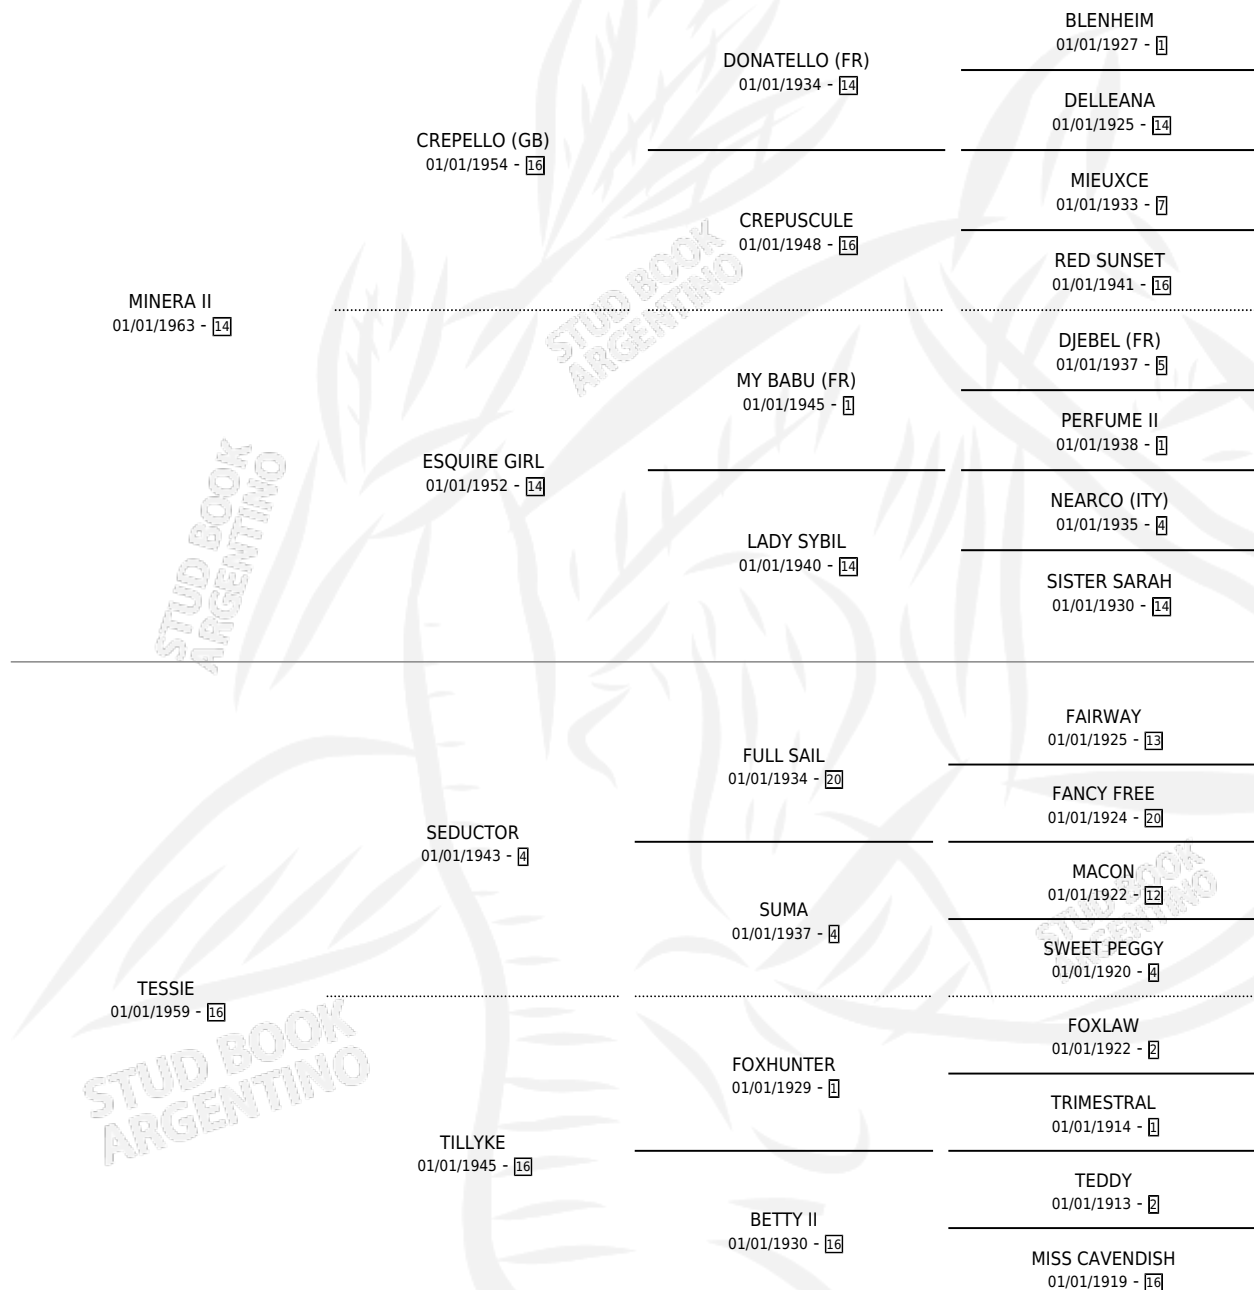 BLENHEIM
01/01/1927 - 1
DONATELLO (FR)
01/01/1934 - 14
DELLEANA
01/01/1925 - 14
CREPELLO (GB)
01/01/1954 - 16
MIEUXCE
01/01/1933 - 7
CREPUSCULE
01/01/1948 - 16
RED SUNSET
01/01/1941 - 16
MINERA II
01/01/1963 - 14
STUD BOOK
ARGENTINO
DJEBEL (FR)
01/01/1937 - 5
MY BABU (FR)
01/01/1945 - 1
PERFUME II
01/01/1938 - 1
ESQUIRE GIRL
01/01/1952 - 14
NEARCO (ITY)
01/01/1935 - 4
LADY SYBIL
01/01/1940 - 14
SISTER SARAH
01/01/1930 - 14
STUD BOOK
ARGENTINO
FAIRWAY
01/01/1925 - 13
FULL SAIL
01/01/1934 - 20
FANCY FREE
01/01/1924 - 20
SEDUCTOR
01/01/1943 - 4
MACON
01/01/1922 - 12
SUMA
01/01/1937 - 4
STUD BOOK
ARGENTINO
SWEET PEGGY
01/01/1920 - 4
TESSIE
01/01/1959 - 16
STUD BOOK
ARGENTINO
FOXLAW
01/01/1922 - 2
FOXHUNTER
01/01/1929 - 1
TRIMESTRAL
01/01/1914 - 1
TILLYKE
01/01/1945 - 16
TEDDY
01/01/1913 - 2
BETTY II
01/01/1930 - 16
MISS CAVENDISH
01/01/1919 - 16